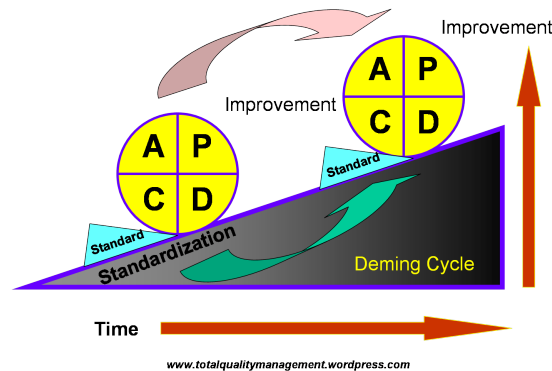 Improvement
A P
C D
Improvement
A P
C D
Standard
Standard
Standardization
Deming Cycle
Time
www.totalqualitymanagement.wordpress.com